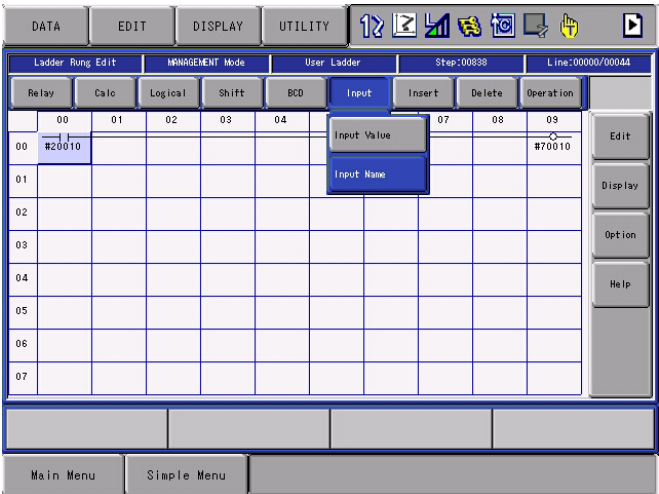 DATA EDIT DISPLAY UTILITY
Ladder Rung Edit MANAGEMENT Mode User Ladder Step:00838 Line:0000/00044
Relay Calc Logical Shift BCD Input Insert Delete Operation
00 01 02 03 04 07 08 09
Input Value
Edit
00 #20010 #70010
Input Name
01
Display
02
Option
03
04
Help
05
06
07
Main Menu Simple Menu